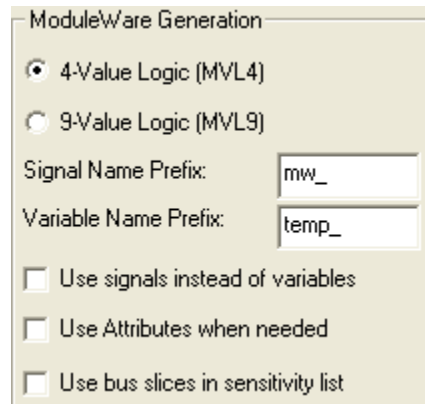 ModuleWare Generation
4-Value Logic (MVL4)
9-Value Logic (MVL9)
Signal Name Prefix: mw_
Variable Name Prefix: temp_
Use signals instead of variables
Use Attributes when needed
Use bus slices in sensitivity list